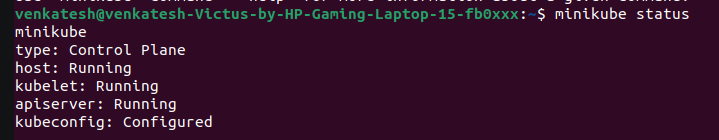 venkatesh@venkatesh-Victus-by-HP-Gaming-Laptop-15-fb0xxx:~$ minikube status
minikube
type: Control Plane
host: Running
kubelet: Running
apiserver: Running
kubeconfig: Configured